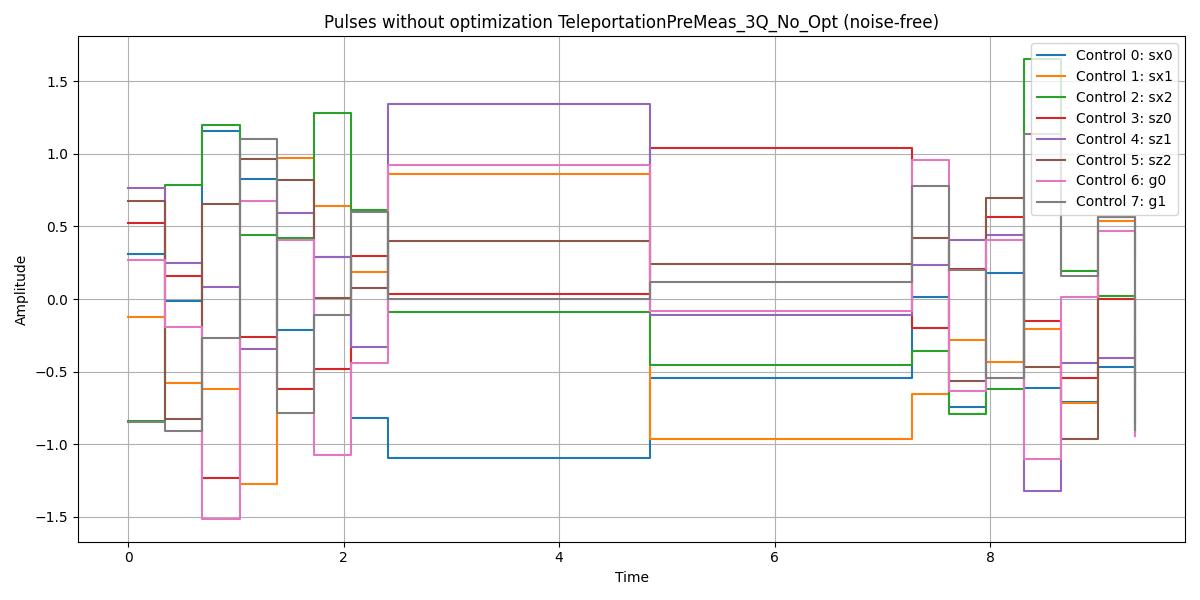 Pulses without optimization TeleportationPreMeas_3Q_No_Opt (noise-free)
Control 0: sx0
Control 1: sx1
Control 2: sx2
Control 3: sz0
Control 4: sz1
Control 5: sz2
Control 6: g0
Control 7: g1
1.5
1.0
0.5
0.0
−0.5
−1.0
−1.5
Amplitude
0 2 4 6 8
Time